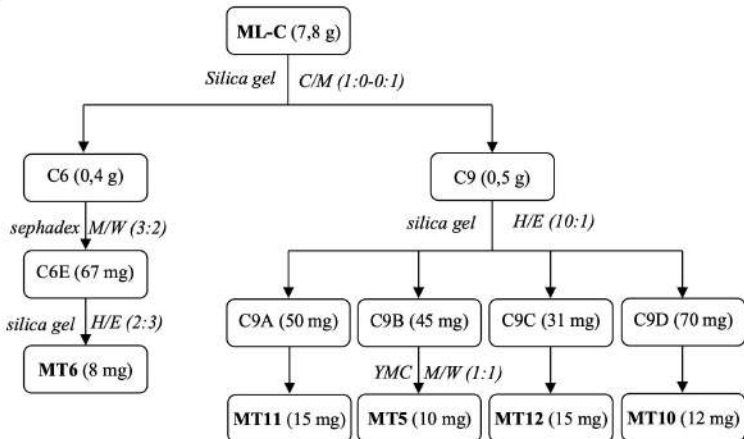 ML-C (7,8 g)
Silica gel C/M (1:0-0:1)
C6 (0,4 g) C9 (0,5 g)
sephadex M/W (3:2) silica gel H/E (10:1)
C6E (67 mg)
silica gel H/E (2:3) C9A (50 mg) C9B (45 mg) C9C (31 mg) C9D (70 mg)
MT6 (8 mg) YMC M/W (1:1)
MT11 (15 mg) MT5 (10 mg) MT12 (15 mg) MT10 (12 mg)